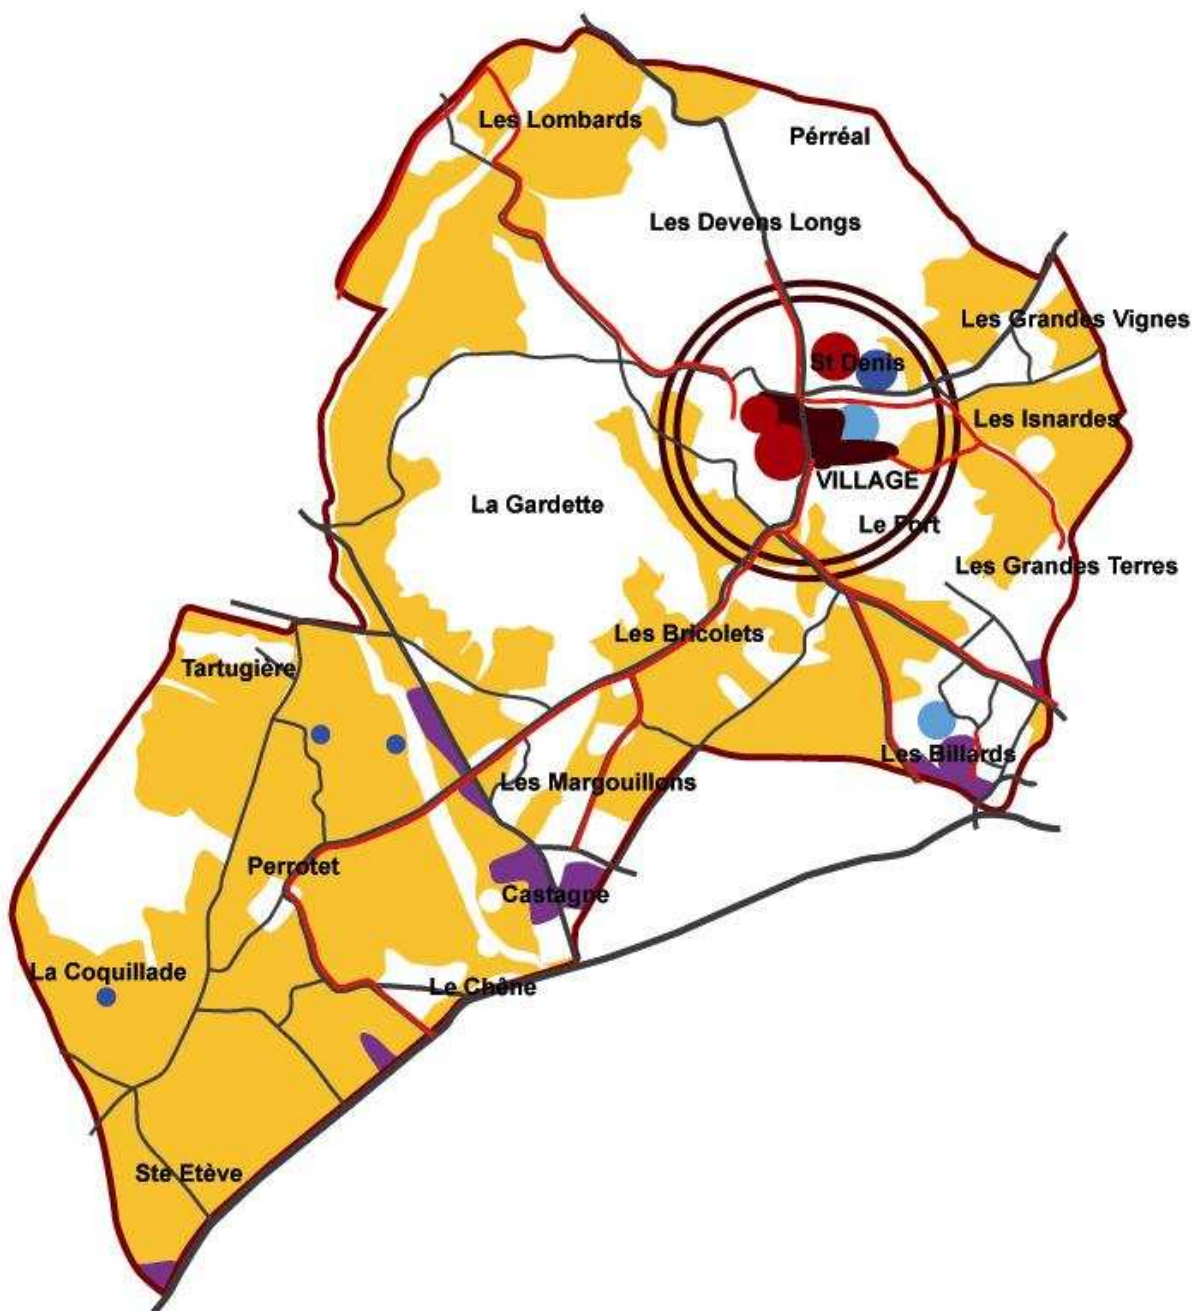 Les Lombards
Pérréal
Les Devens Longs
Les Grandes Vignes
St Denis
Les Isnardes
VILLAGE
La Gardette
Le Fort
Les Grandes Terres
Les Bricolets
Tartugière
Les Billards
Les Margouillons
Perrotet
Castagne
La Coquillade
Le Chêne
Ste Etève